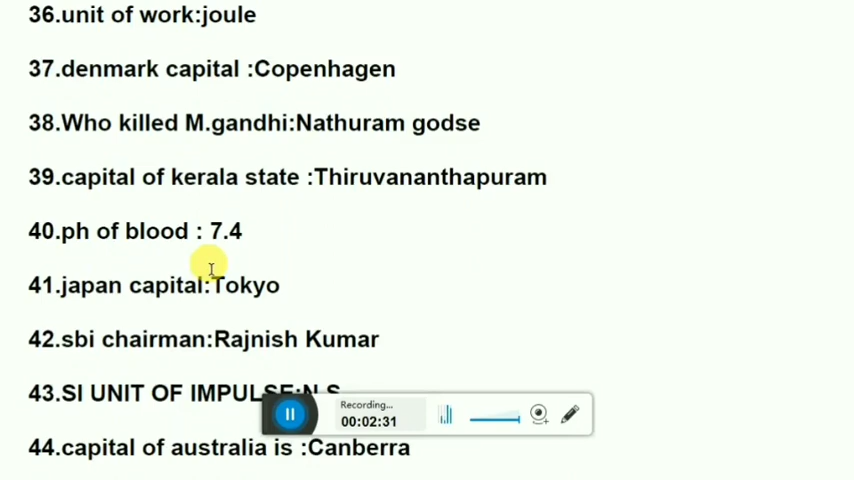 36.unit of work:joule
37.denmark capital :Copenhagen
38.Who killed M.gandhi:Nathuram godse
39.capital of kerala state :Thiruvananthapuram
40.ph of blood : 7.4
41.japan capital:Tokyo
42.sbi chairman:Rajnish Kumar
43.SI UNIT OF IMPULSE:N.S
Recording...
00:02:31
44.capital of australia is :Canberra